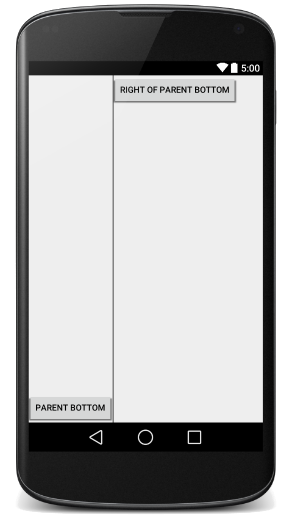 5:00
RIGHT OF PARENT BOTTOM
PARENT BOTTOM